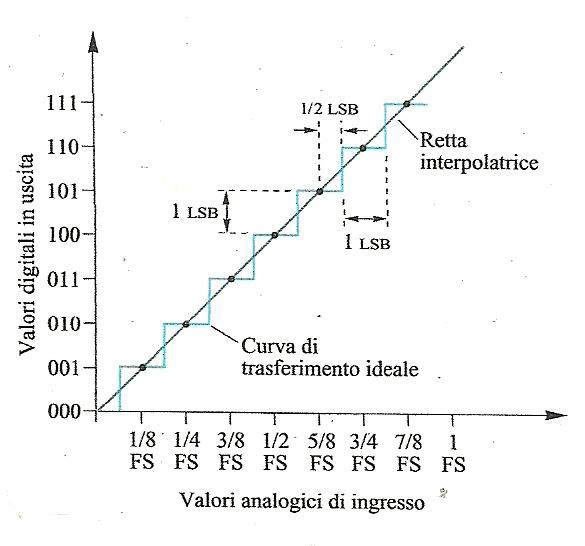 111
1/2 LSB
110
Retta
interpolatrice
101
1 LSB
100
1 LSB
011
010
Curva di
trasferimento ideale
001
000
Valori digitali in uscita
1/8 1/4 3/8 1/2 5/8 3/4 7/8 1
FS FS FS FS FS FS FS FS
Valori analogici di ingresso